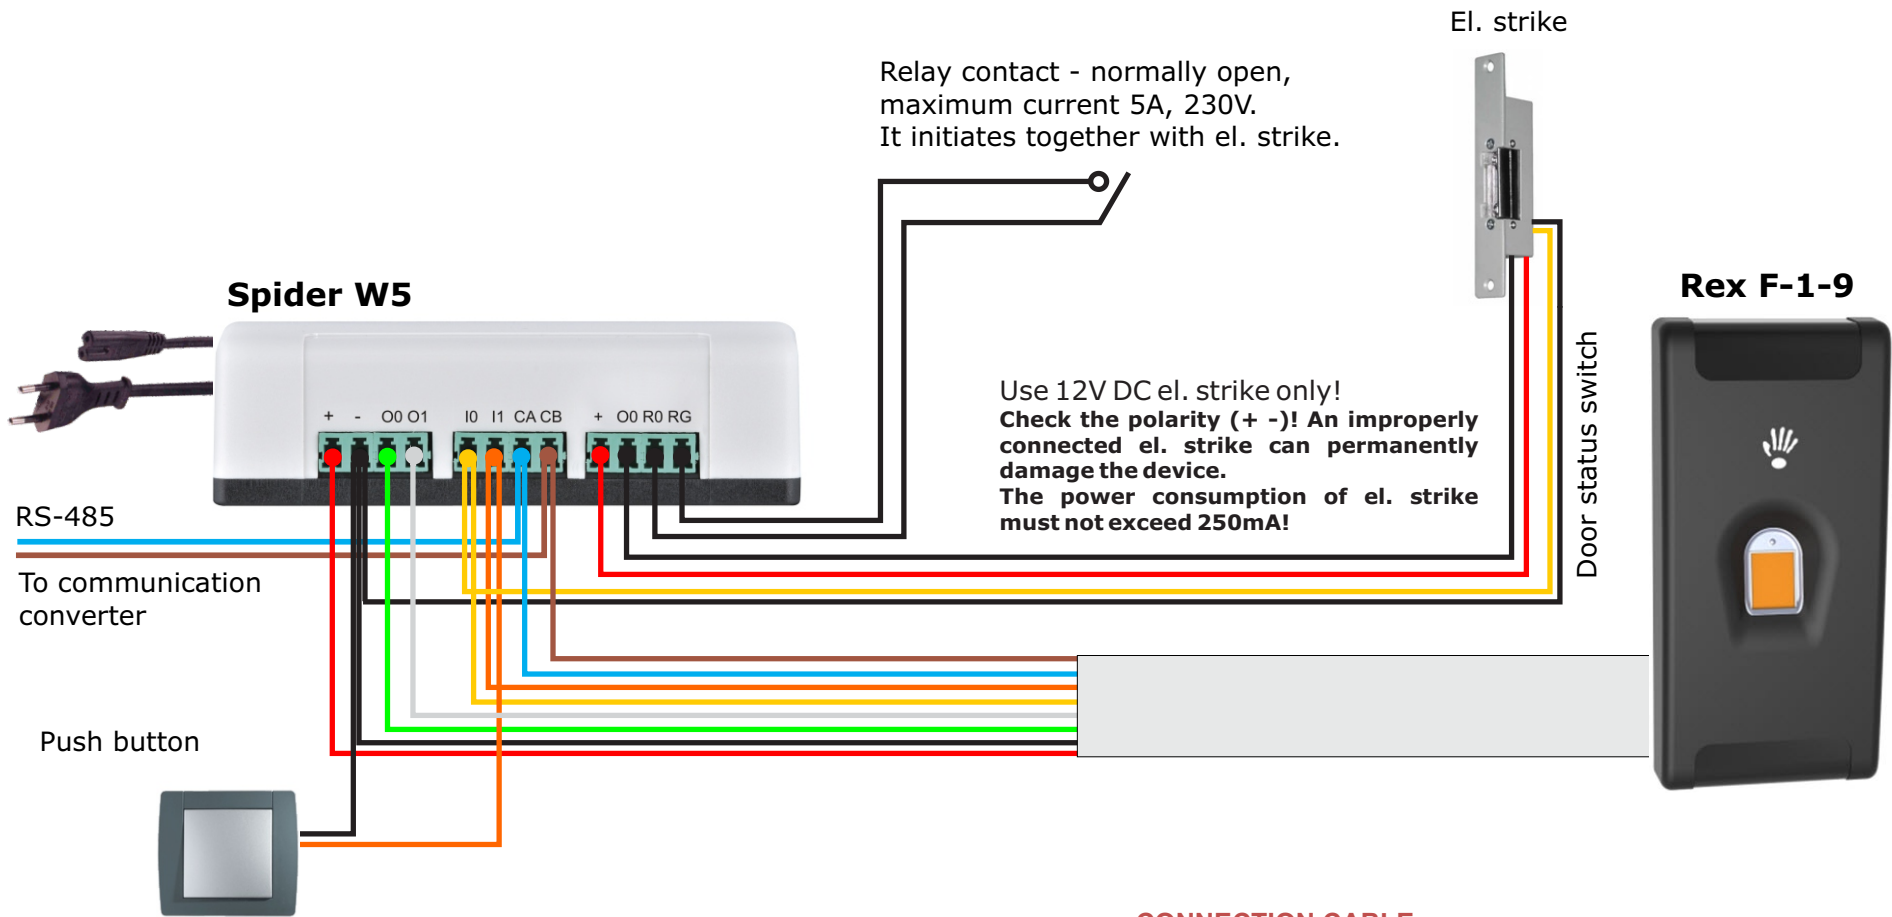 El. strike
Relay contact - normally open,
maximum current 5A, 230V.
It initiates together with el. strike.
Spider W5
Rex F-1-9
+ - O0 O1 I0 I1 CA CB + O0 R0 RG
Use 12V DC el. strike only!
Check the polarity (+ -)! An improperly
connected el. strike can permanently
damage the device.
The power consumption of el. strike
must not exceed 250mA!
Door status switch
RS-485
To communication
converter
Push button
CONNECTION CABLE